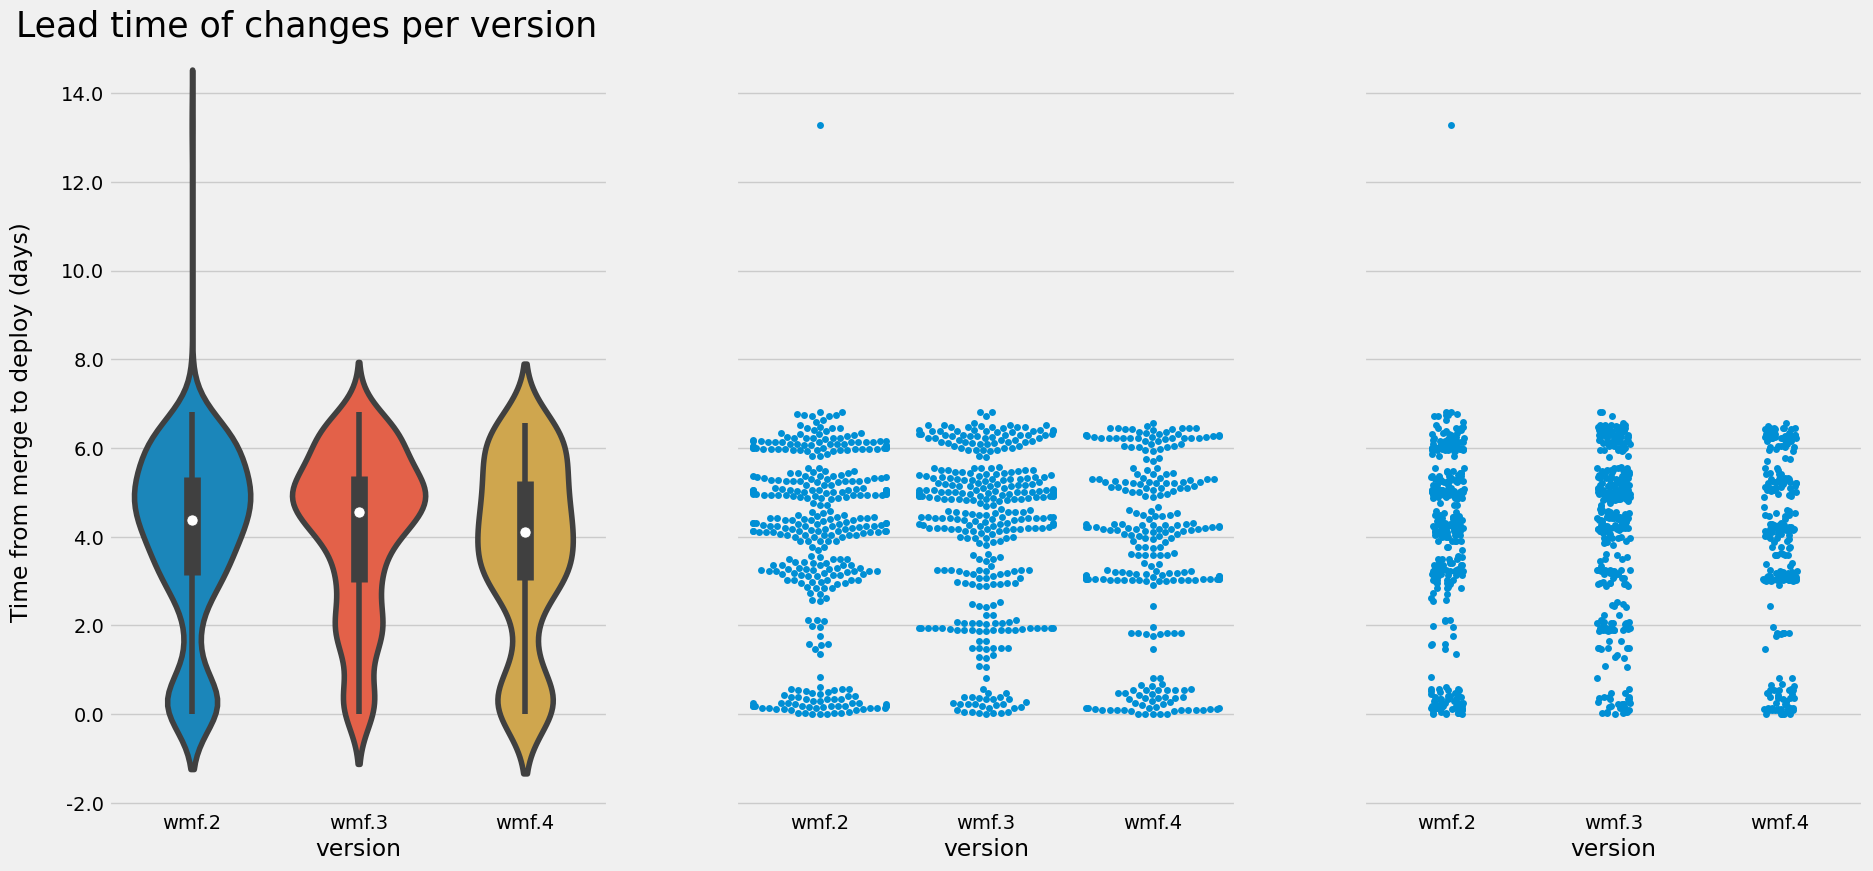 Lead time of changes per version
Time from merge to deploy (days)
14.0
12.0
10.0
8.0
6.0
4.0
2.0
0.0
-2.0
wmf.2 wmf.3 wmf.4
version
wmf.2 wmf.3 wmf.4
version
wmf.2 wmf.3 wmf.4
version